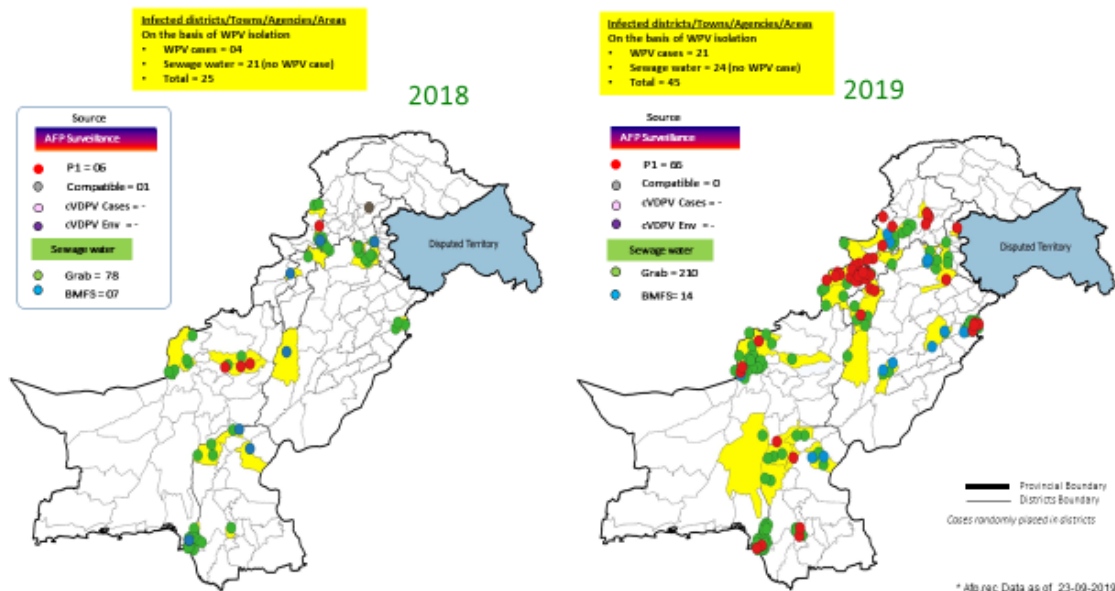 Infected districts/Towns/Agencies/Areas
On the basis of WPV isolation
• WPV cases = 04
• Sewage water = 21 (no WPV case)
• Total = 25
2018
Source
AFP Surveillance
P1 = 06
Compatible = 01
cVDPV Cases = -
cVDPV Env = -
Sewage water
Grab = 78
BMFS = 07
Disputed Territory
Infected districts/Towns/Agencies/Areas
On the basis of WPV isolation
• WPV cases = 21
• Sewage water = 24 (no WPV case)
• Total = 45
2019
Source
AFP Surveillance
P1 = 66
Compatible = 0
cVDPV Cases = -
cVDPV Env = -
Sewage water
Grab = 210
BMFS= 14
Disputed Territory
Provincial Boundary
Districts Boundary
Cases randomly placed in districts
* Afp.rec Data as of 23-09-2019